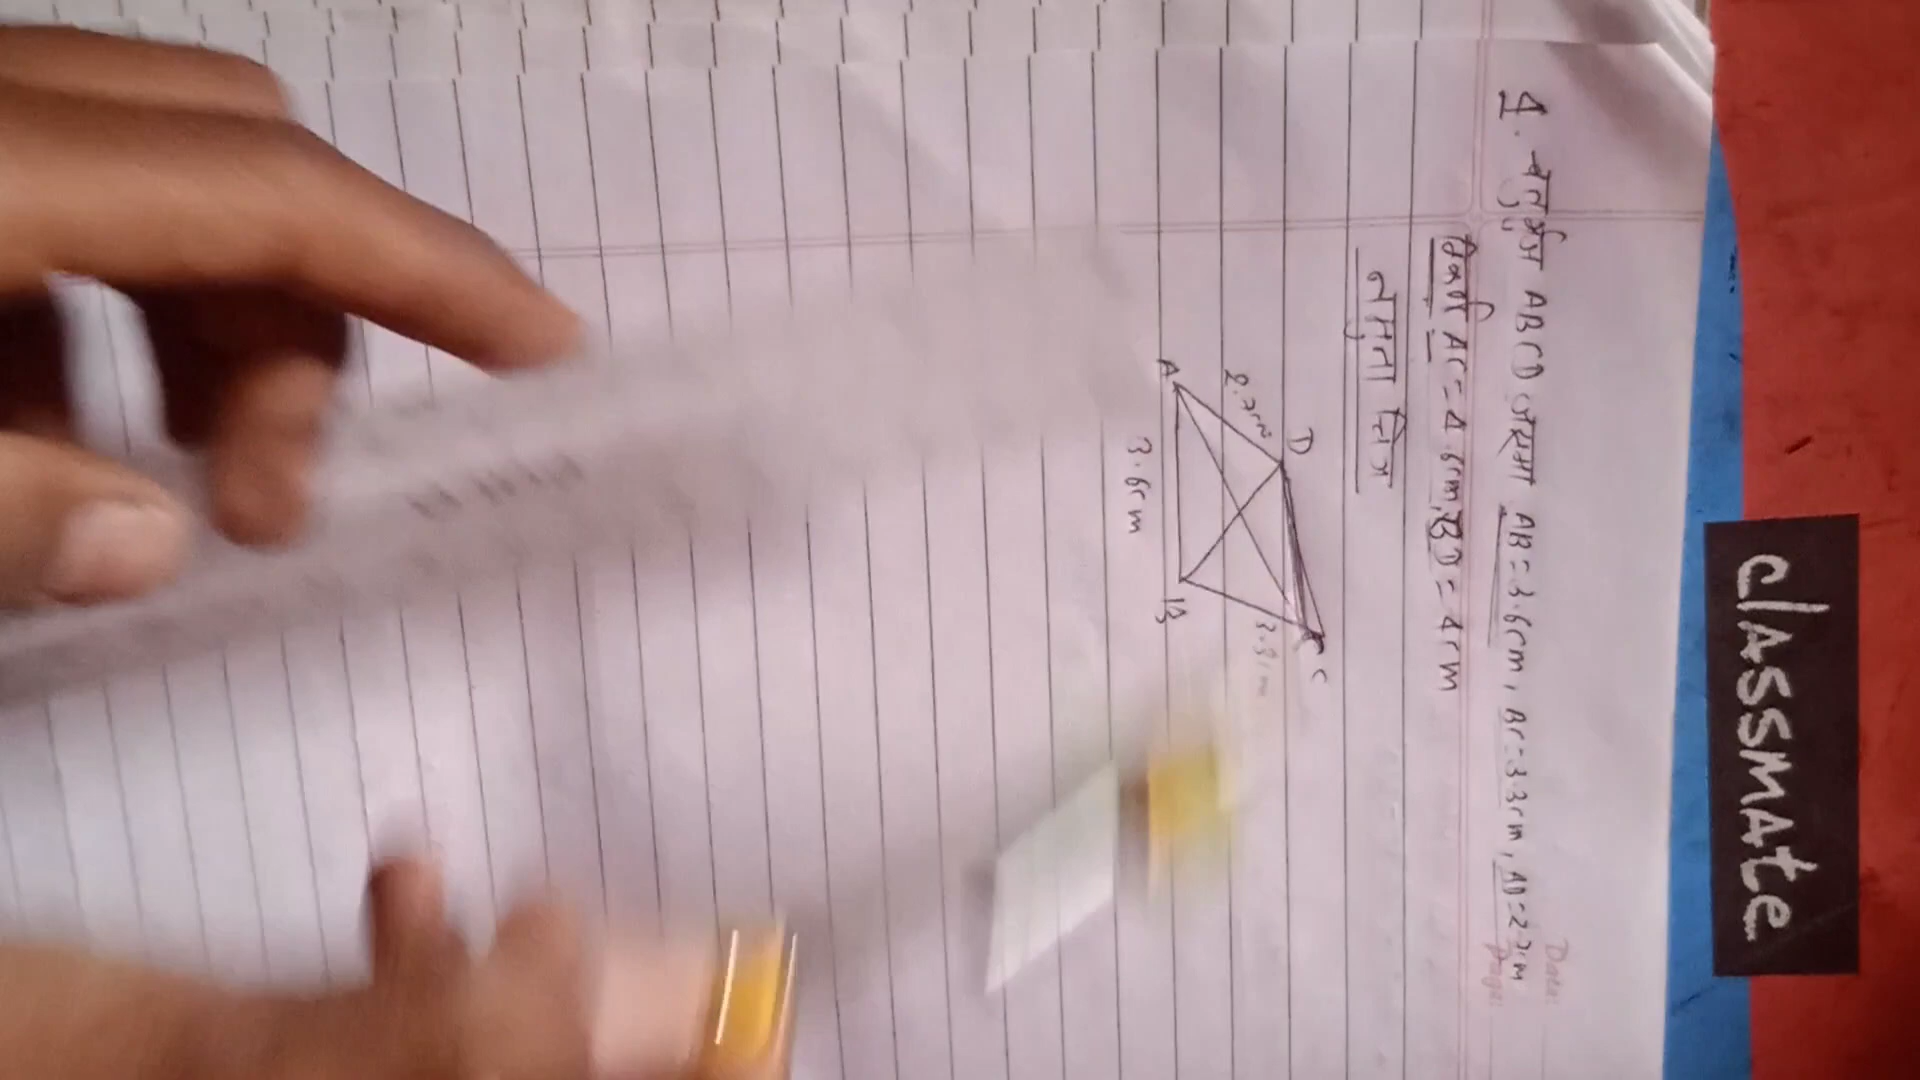 4. चतुर्भुज ABCD जसमा AB = 3.6cm, BC = 3.3cm, AD = 2.7cm
विकर्ण AC = 4.6cm, BD = 4cm
नमुना चित्र
D
C
2.7cm
3.3cm
A
B
3.6cm
Date:
Page:
classmate